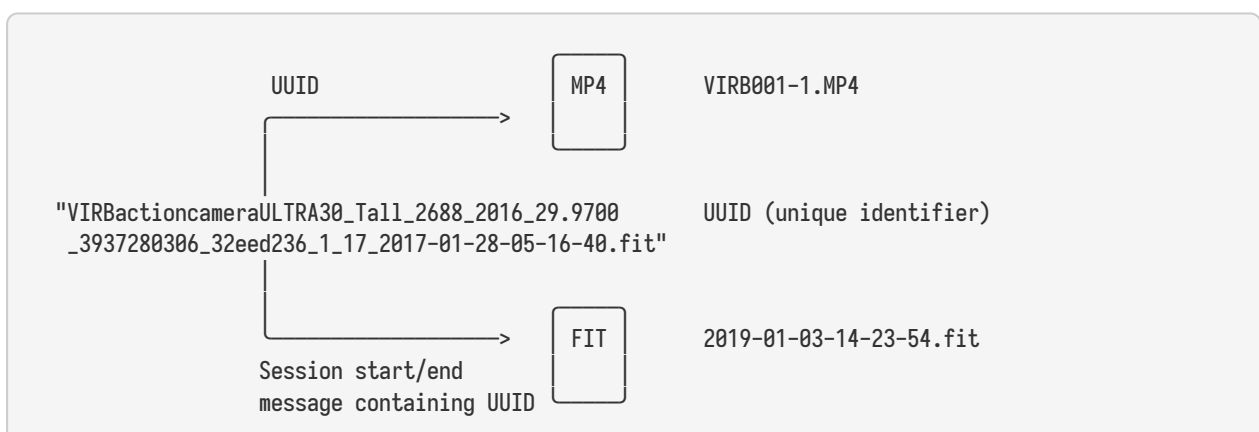 UUID MP4 VIRB001-1.MP4
"VIRBactioncameraULTRA30_Tall_2688_2016_29.9700 UUID (unique identifier)
_3937280306_32eed236_1_17_2017-01-28-05-16-40.fit"
FIT 2019-01-03-14-23-54.fit
Session start/end
message containing UUID